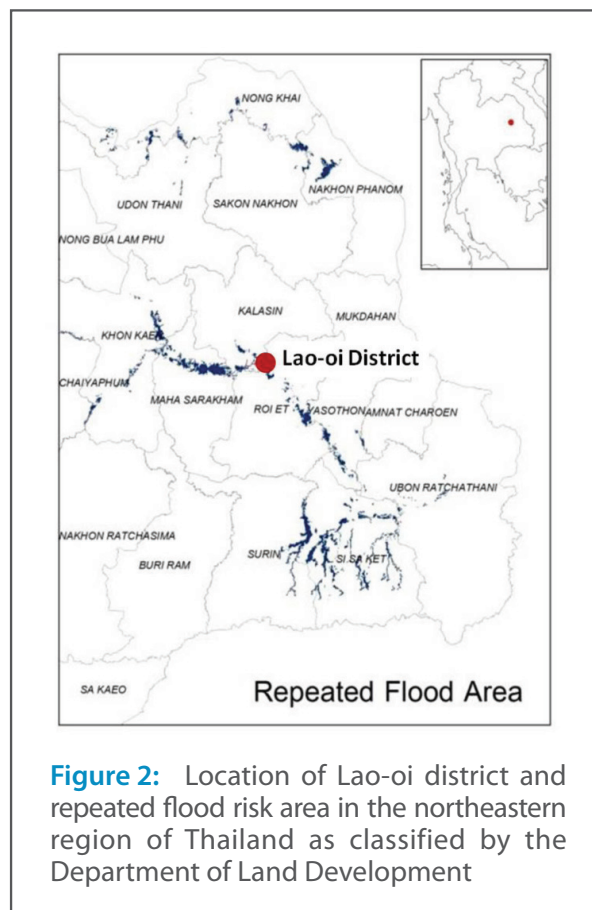 NONG KHAI
NAKHON PHANOM
UDON THANI
SAKON NAKHON
NONG BUA LAM PHU
KALASIN
MUKDAHAN
KHON KAEN
Lao-oi District
CHAIYAPHUM
MAHA SARAKHAM
ROI ET
YASOTHON
AMNAT CHAROEN
UBON RATCHATHANI
NAKHON RATCHASIMA
BURI RAM
SURIN
SI SA KET
SA KAEO
Repeated Flood Area
Figure 2: Location of Lao-oi district and
repeated flood risk area in the northeastern
region of Thailand as classified by the
Department of Land Development